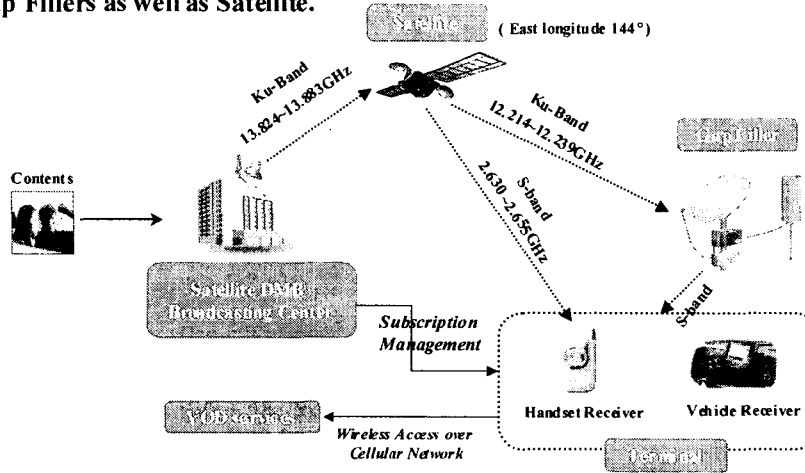 p Fillers as well as Satellite.
Satellite
( East longitude 144°)
Ku-Band
13.824~13.883GHz
Ku-Band
12.214~12.239GHz
Gap Filler
Contents
S-band
2.630~2.655GHz
Satellite DMB
Broadcasting Center
S-band
Subscription
Management
VOD services
Handset Receiver
Vehicle Receiver
Wireless Access over
Cellular Network
Terminal